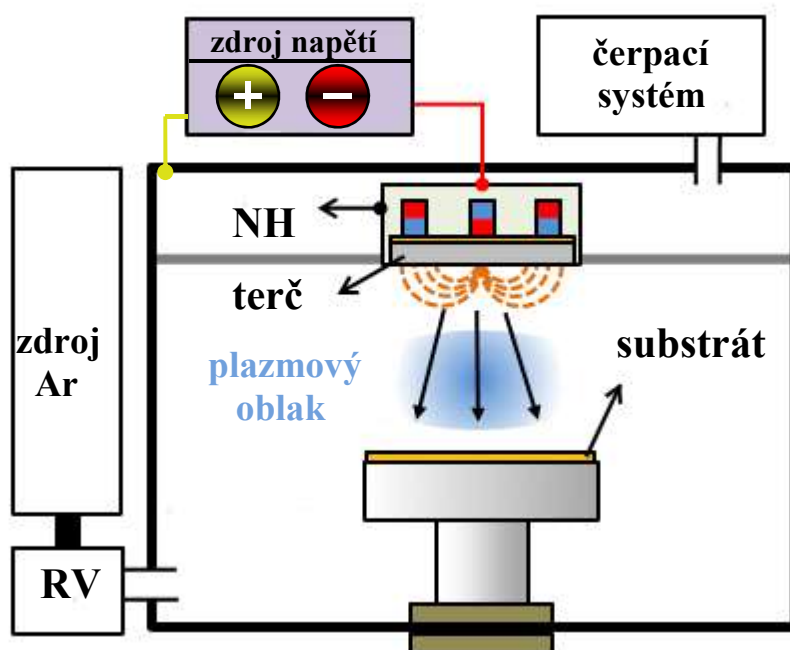 zdroj napětí
+ −
čerpací
systém
NH
terč
zdroj
Ar
plazmový
oblak
substrát
RV